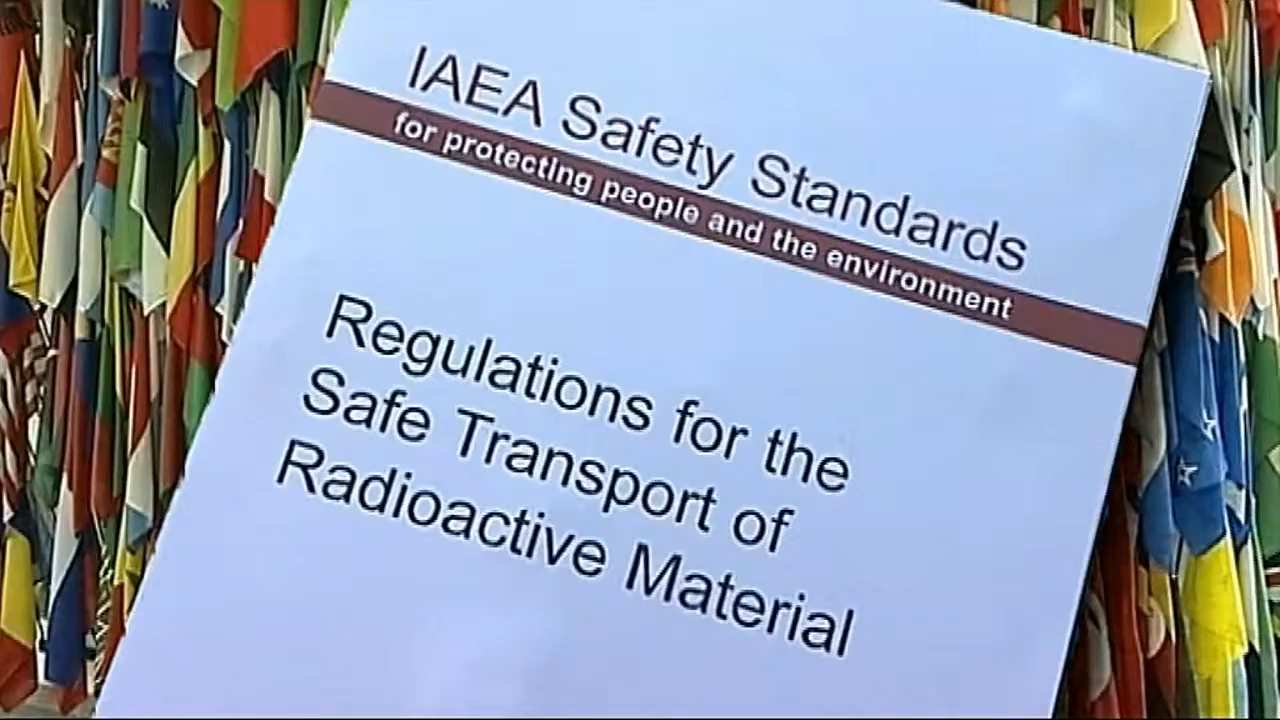 IAEA Safety Standards
for protecting people and the environment
Regulations for the
Safe Transport of
Radioactive Material